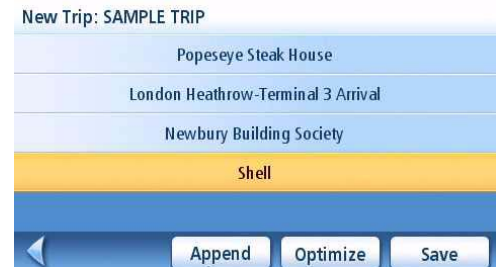 New Trip: SAMPLE TRIP
Popeseye Steak House
London Heathrow-Terminal 3 Arrival
Newbury Building Society
Shell
Append Optimize Save